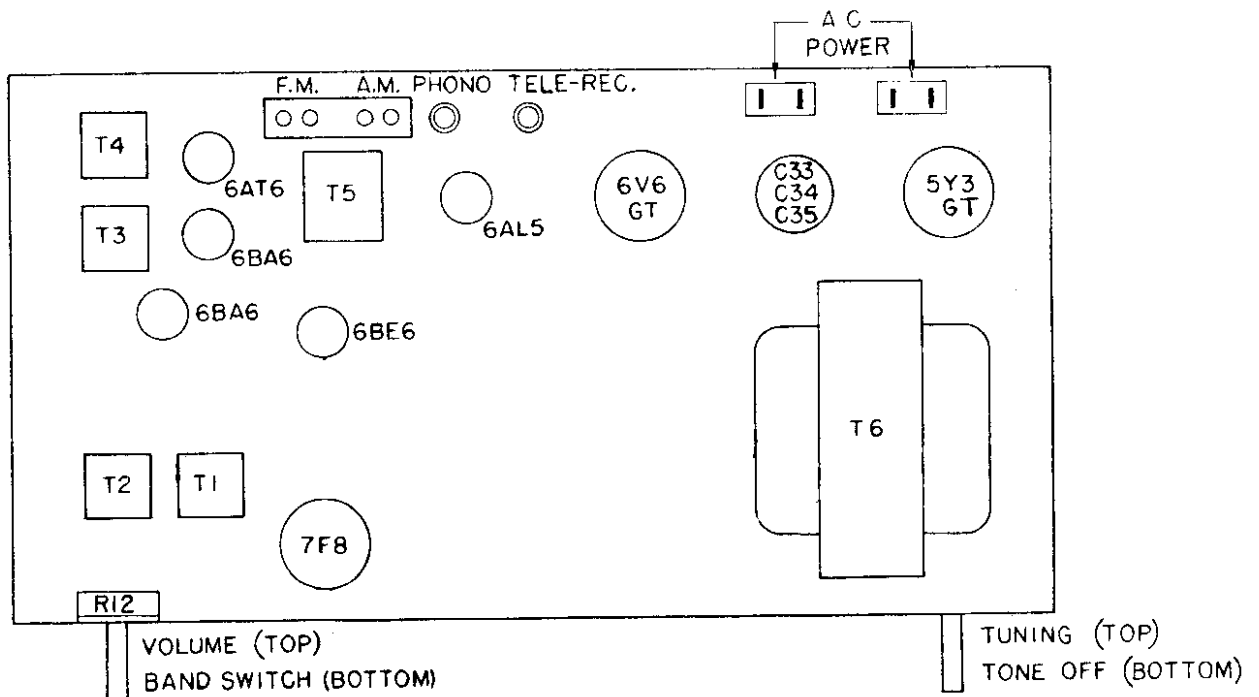 A C
POWER
F.M. A.M. PHONO TELE-REC.
T4
6AT6
T5
6AL5
6V6
GT
C33
C34
C35
5Y3
GT
T3
6BA6
6BA6
6BE6
T6
T2
T1
7F8
R12
VOLUME (TOP)
BAND SWITCH (BOTTOM)
TUNING (TOP)
TONE OFF (BOTTOM)